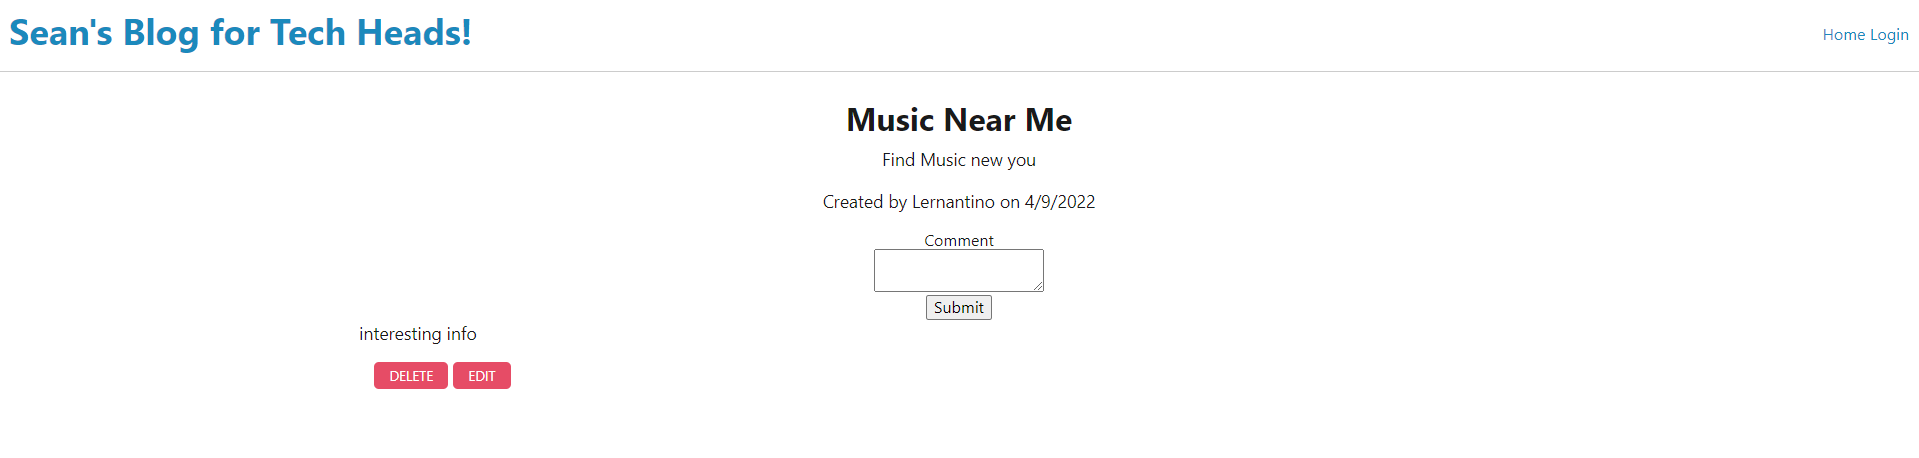 Sean's Blog for Tech Heads!
Home Login
Music Near Me
Find Music new you
Created by Lernantino on 4/9/2022
Comment
Submit
interesting info
DELETE EDIT